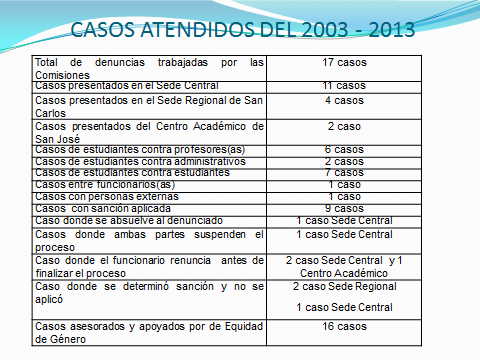 CASOS ATENDIDOS DEL 2003 - 2013
Total de denuncias trabajadas por las Comisiones
17 casos
Casos presentados en el Sede Central
11 casos
Casos presentados en el Sede Regional de San Carlos
4 casos
Casos presentados del Centro Académico de San José
2 caso
Casos de estudiantes contra profesores(as)
6 casos
Casos de estudiantes contra administrativos
2 casos
Casos de estudiantes contra estudiantes
7 casos
Casos entre funcionarios(as)
1 caso
Casos con personas externas
1 caso
Casos con sanción aplicada
9 casos
Caso donde se absuelve al denunciado
1 caso Sede Central
Casos donde ambas partes suspenden el proceso
1 caso Sede Central
Caso donde el funcionario renuncia antes de finalizar el proceso
2 caso Sede Central y 1 Centro Académico
Caso donde se determinó sanción y no se aplicó
2 caso Sede Regional
1 caso Sede Central
Casos asesorados y apoyados por de Equidad de Género
16 casos